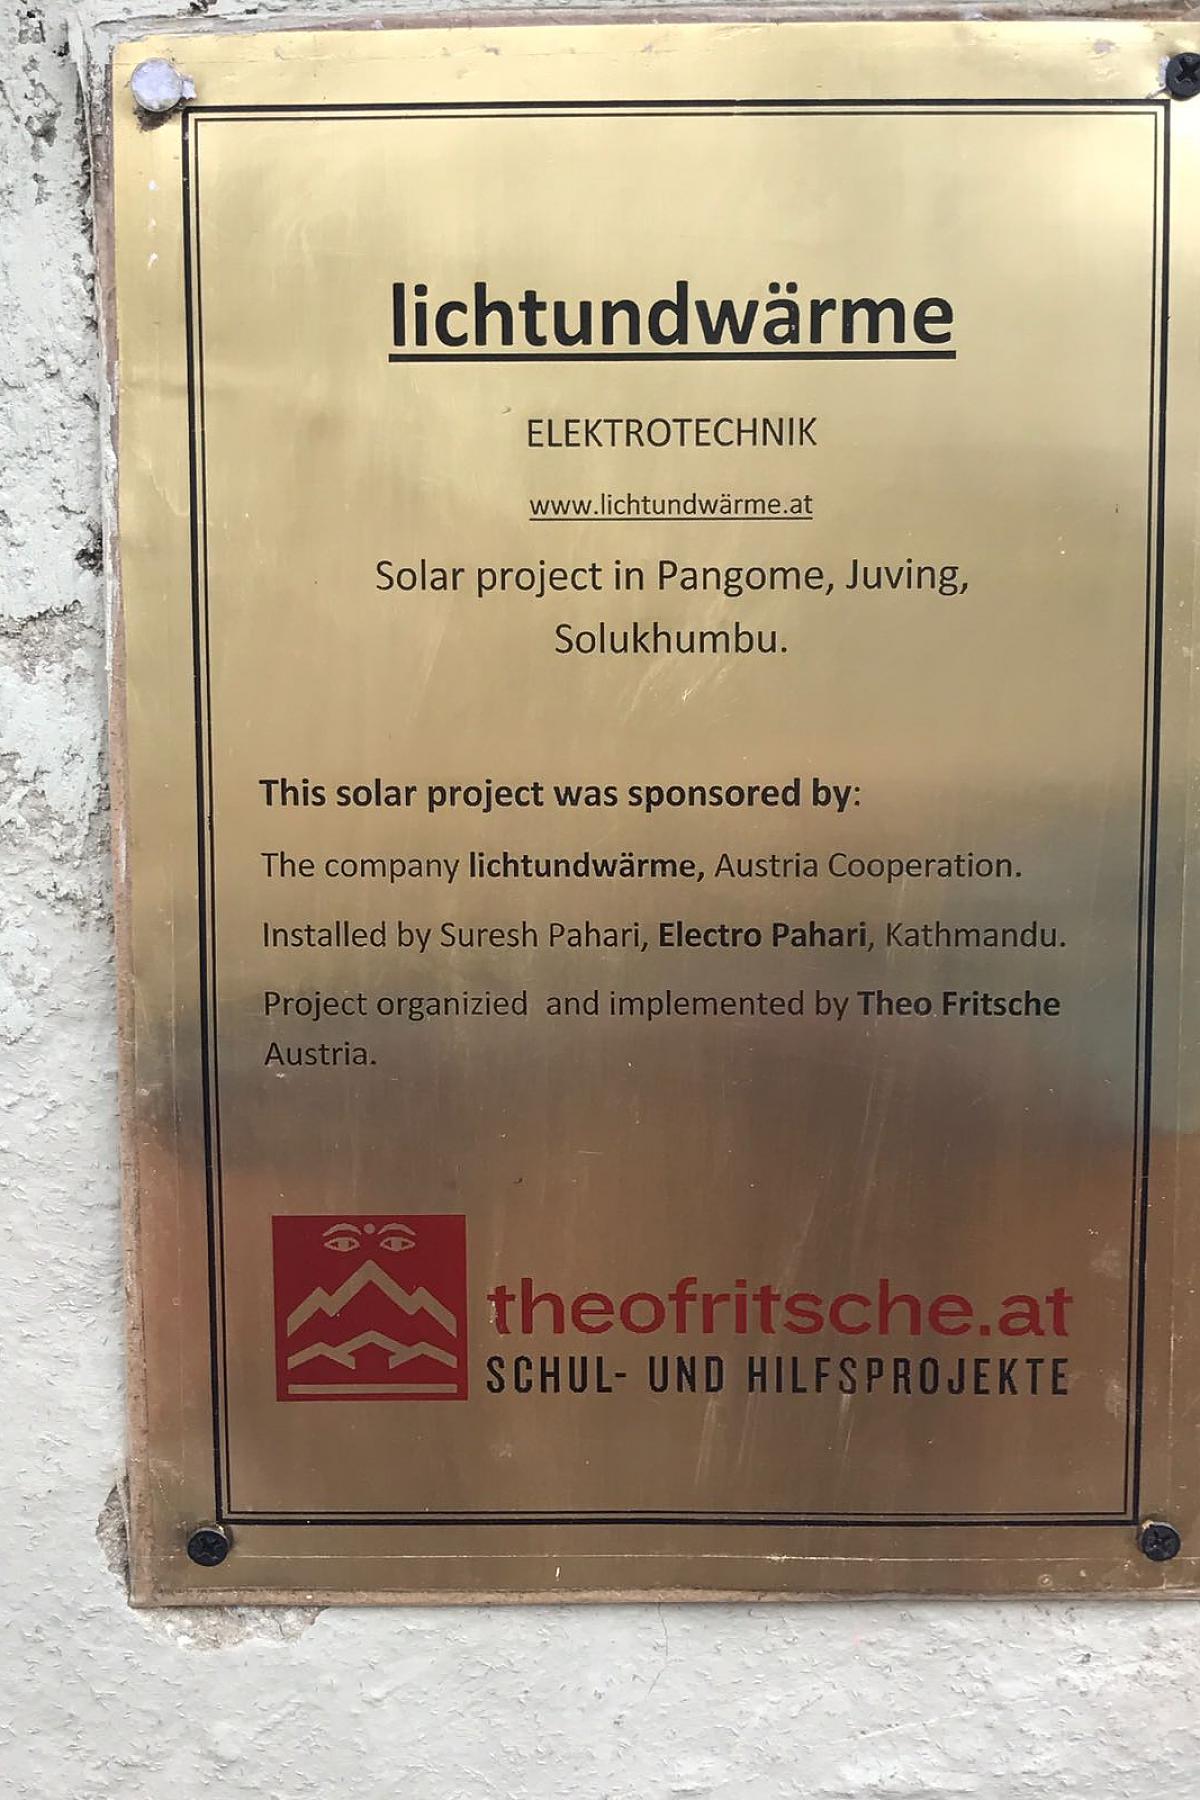 lichtundwärme
ELEKTROTECHNIK
www.lichtundwärme.at
Solar project in Pangome, Juving,
Solukhumbu.
This solar project was sponsored by:
The company lichtundwärme, Austria Cooperation.
Installed by Suresh Pahari, Electro Pahari, Kathmandu.
Project organizied  and implemented by Theo Fritsche
Austria.
theofritsche.at
SCHUL- UND HILFSPROJEKTE